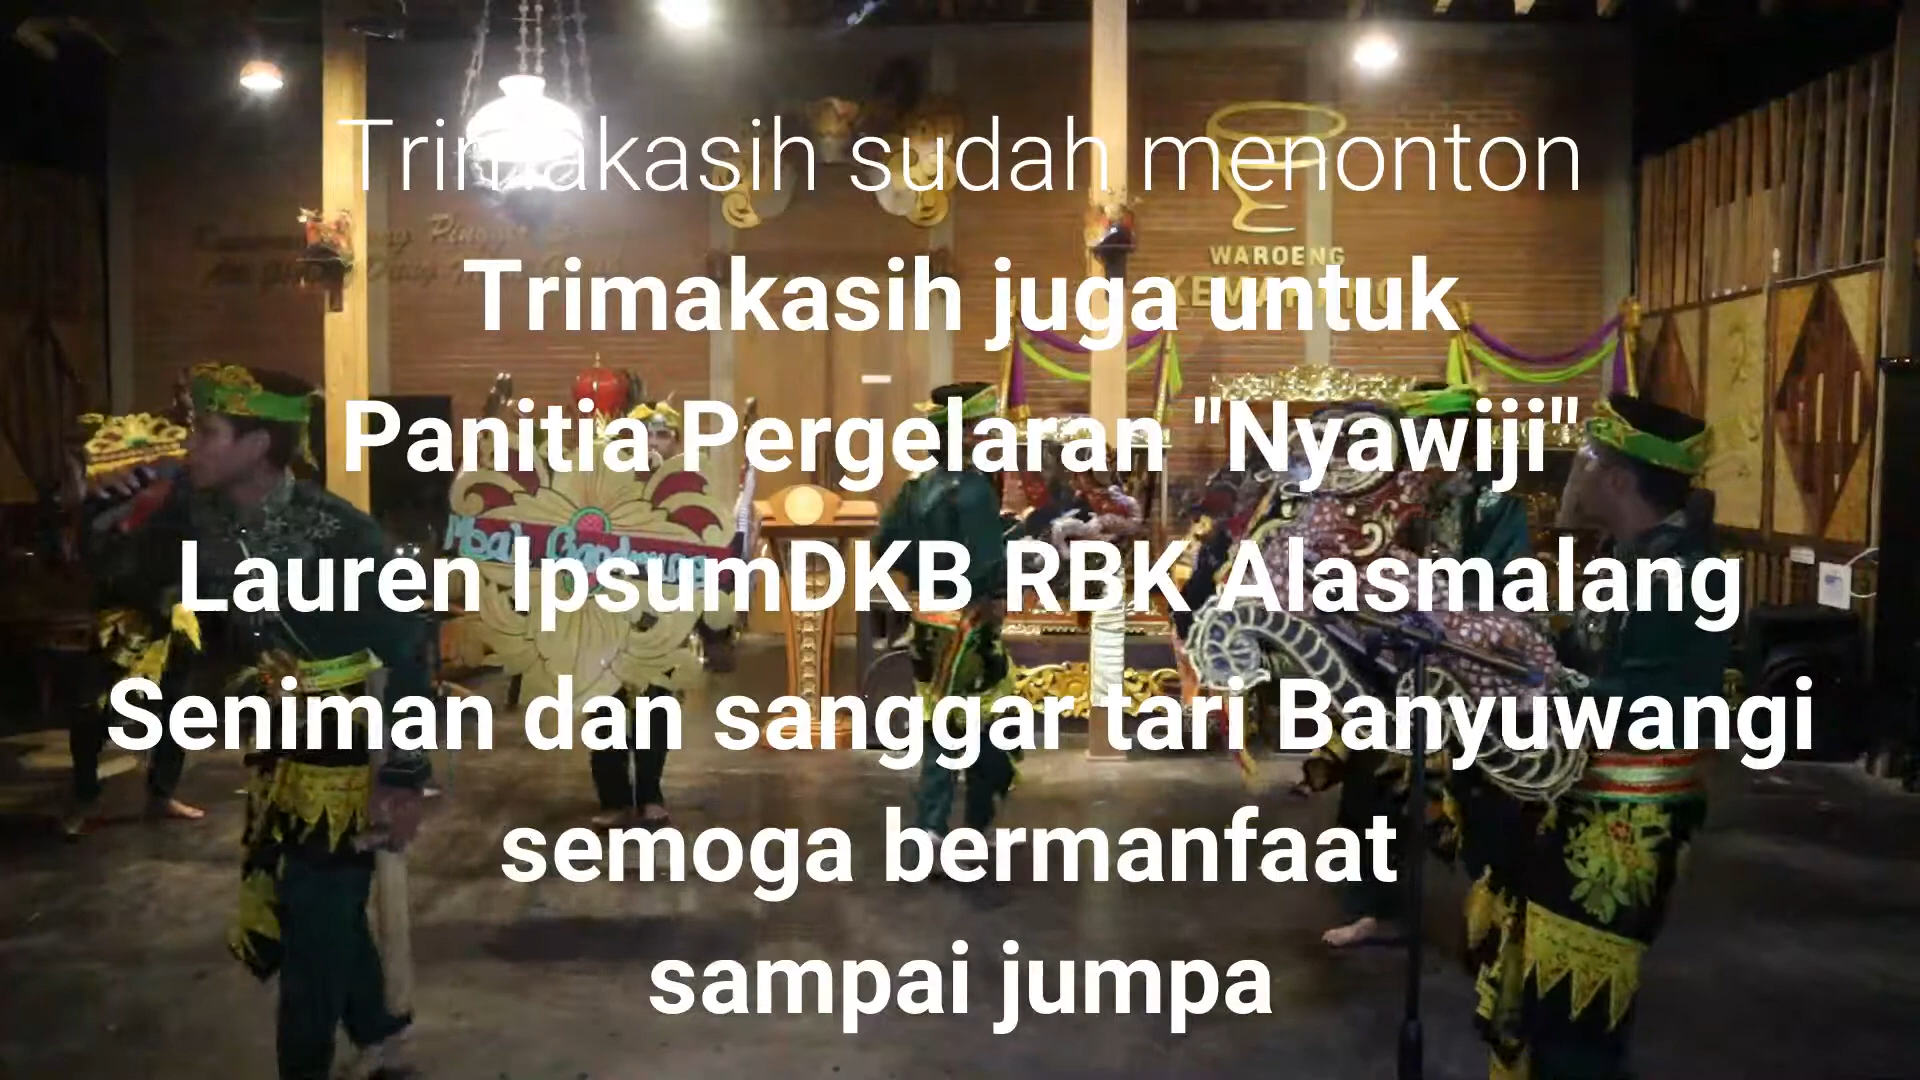 Trimakasih sudah menonton
WAROENG
Trimakasih juga untuk
Panitia Pergelaran "Nyawiji"
Lauren IpsumDKB RBK Alasmalang
Seniman dan sanggar tari Banyuwangi
semoga bermanfaat
sampai jumpa